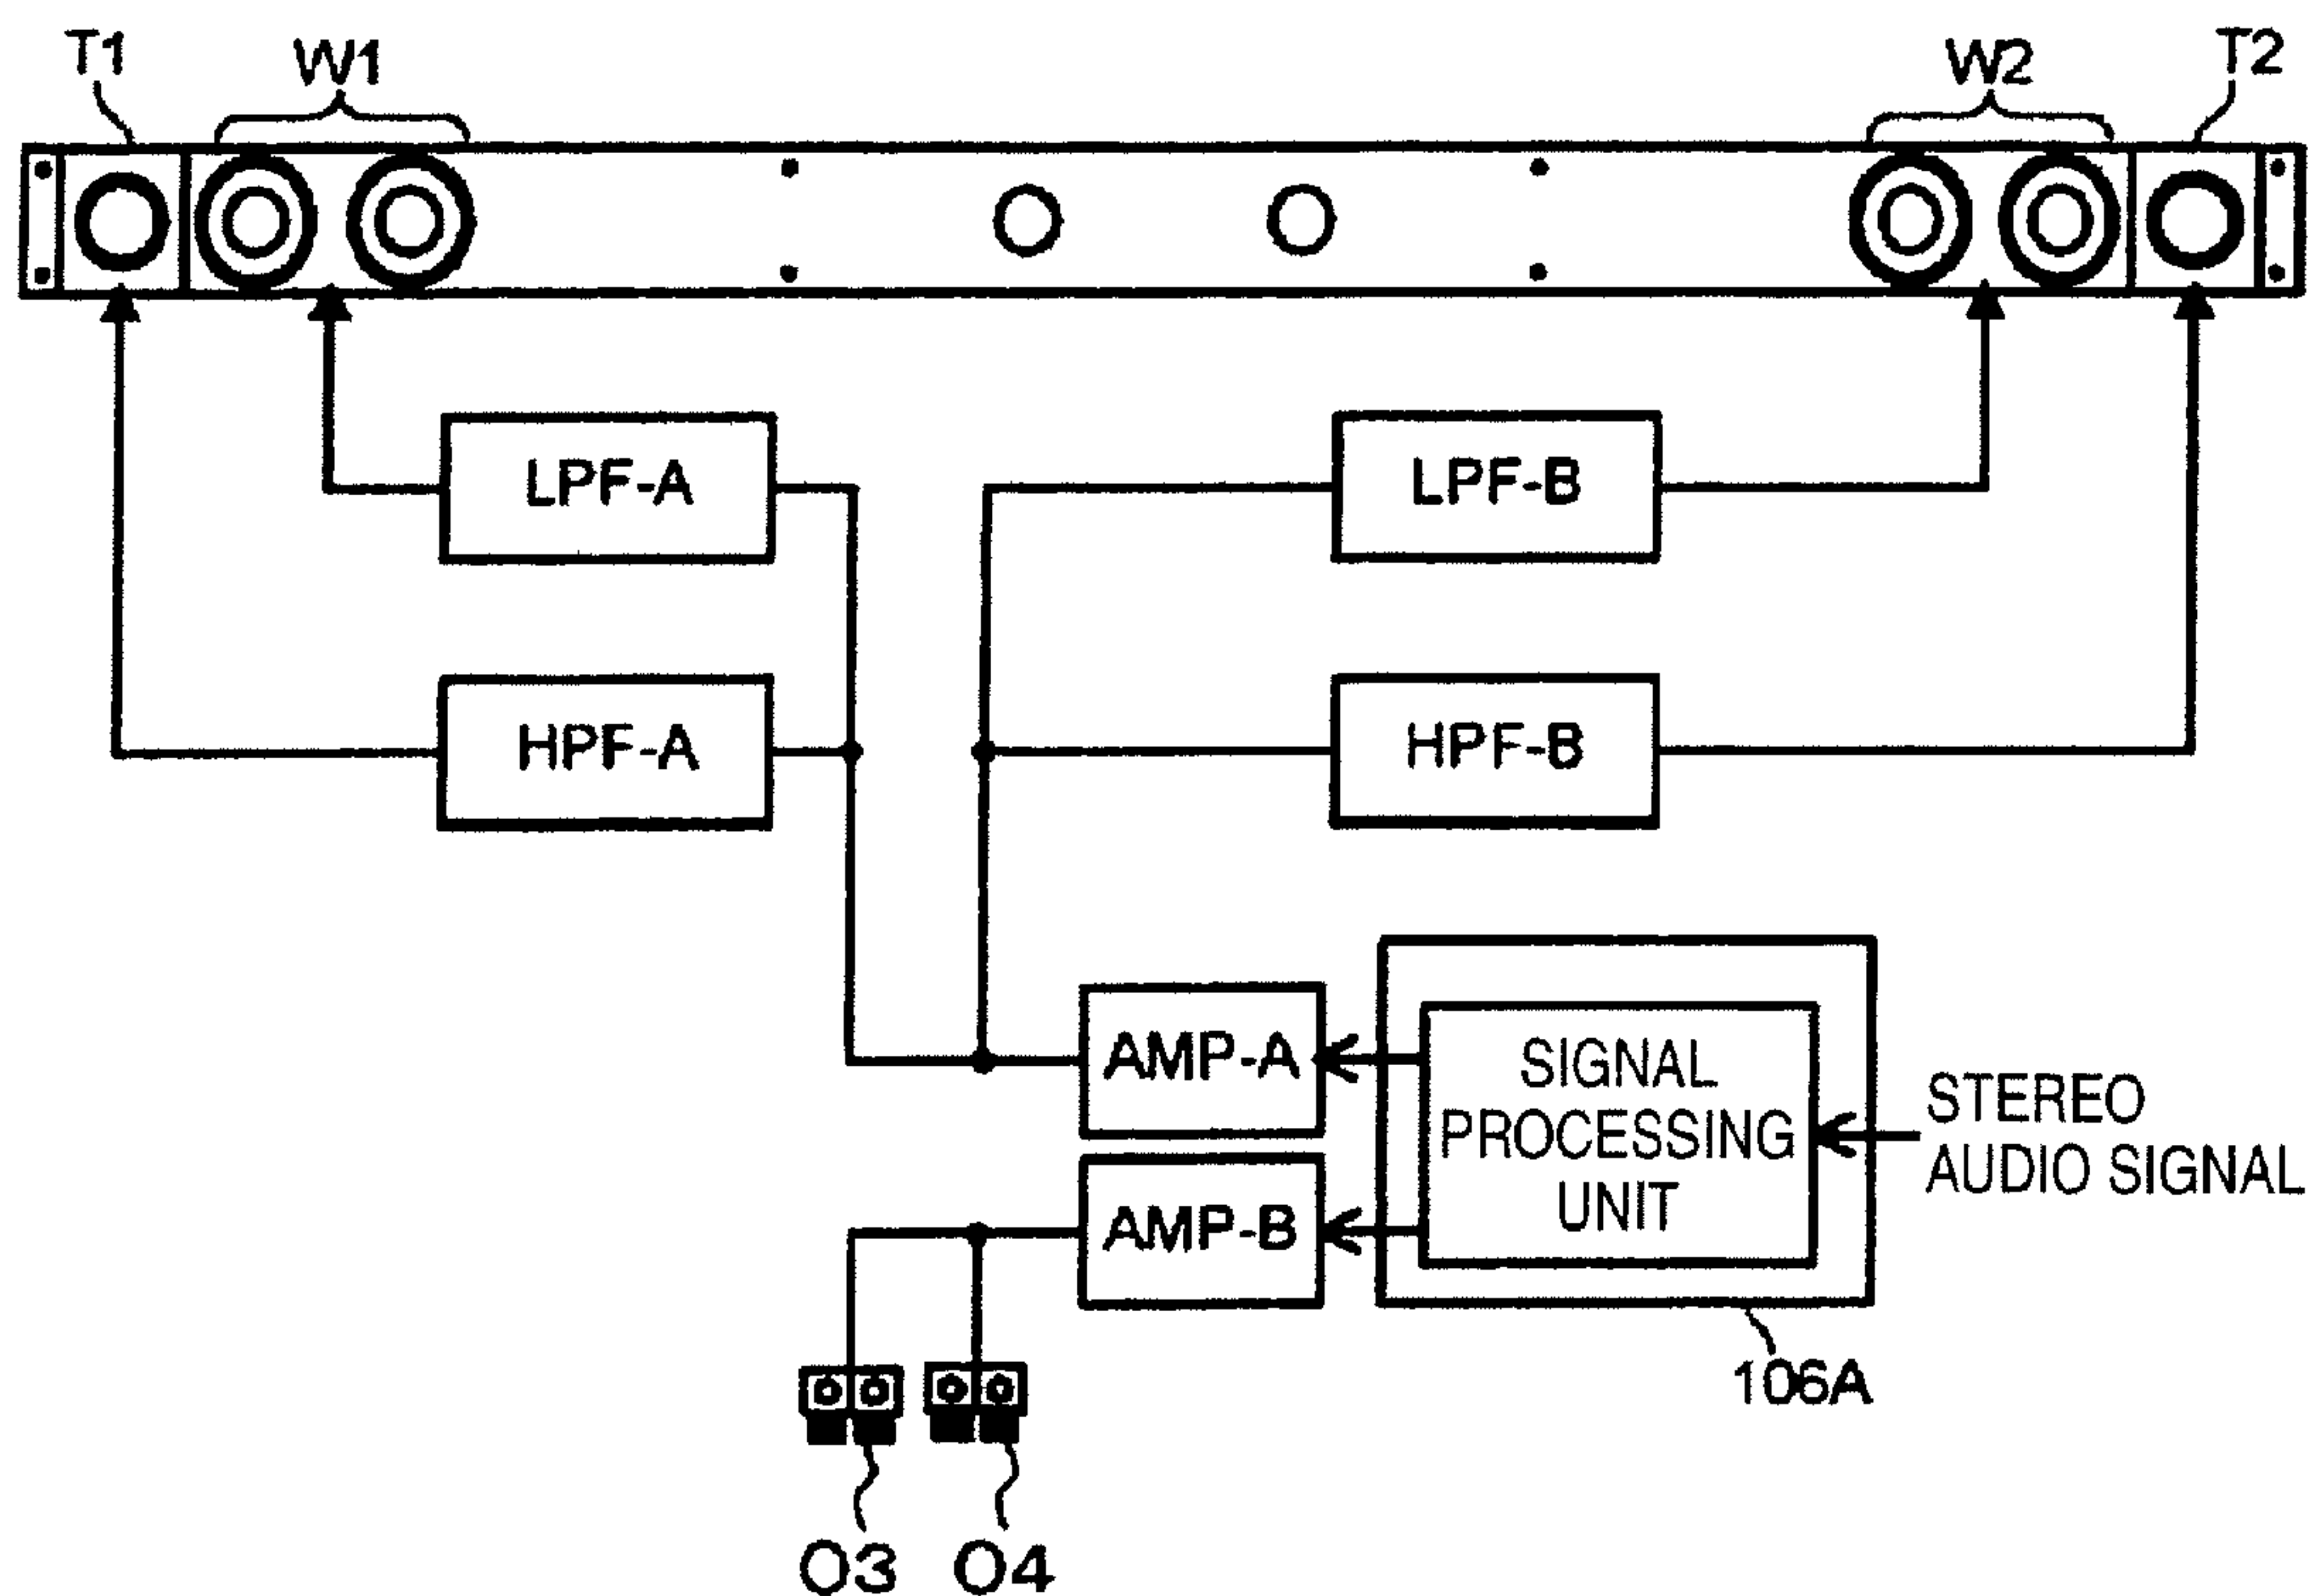 T1
W1
W2
T2
LPF-A
LPF-B
HPF-A
HPF-B
AMP-A
SIGNAL
PROCESSING
UNIT
STEREO
AUDIO SIGNAL
AMP-B
106A
O3
O4